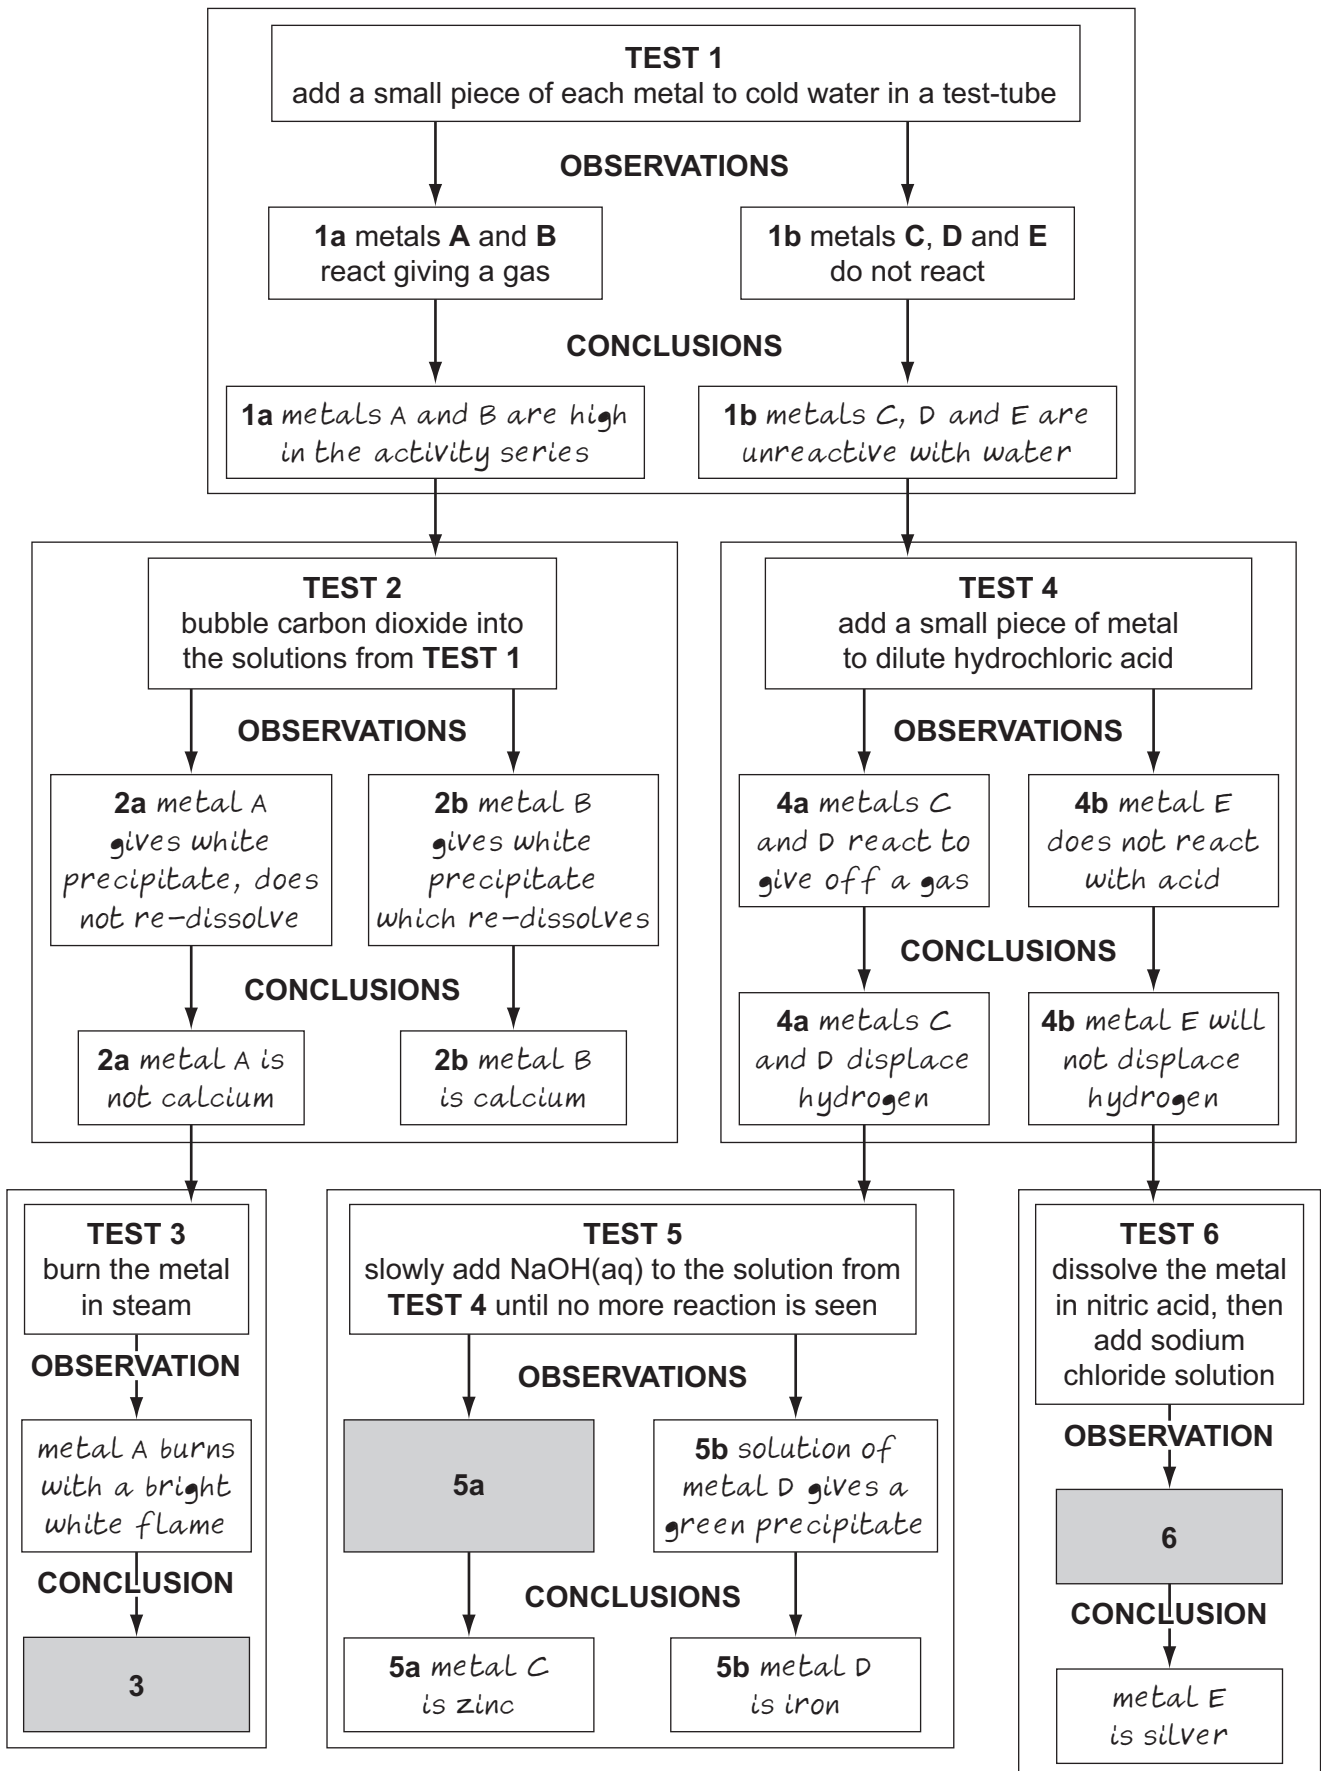 TEST 1
add a small piece of each metal to cold water in a test-tube
OBSERVATIONS
1a metals A and B
react giving a gas
1b metals C, D and E
do not react
CONCLUSIONS
1a metals A and B are high
in the activity series
1b metals C, D and E are
unreactive with water
TEST 2
bubble carbon dioxide into
the solutions from TEST 1
OBSERVATIONS
2a metal A
gives white
precipitate, does
not re-dissolve
2b metal B
gives white
precipitate
which re-dissolves
CONCLUSIONS
2a metal A is
not calcium
2b metal B
is calcium
TEST 4
add a small piece of metal
to dilute hydrochloric acid
OBSERVATIONS
4a metals C
and D react to
give off a gas
4b metal E
does not react
with acid
CONCLUSIONS
4a metals C
and D displace
hydrogen
4b metal E will
not displace
hydrogen
TEST 3
burn the metal
in steam
OBSERVATION
metal A burns
with a bright
white flame
CONCLUSION
3
TEST 5
slowly add NaOH(aq) to the solution from
TEST 4 until no more reaction is seen
OBSERVATIONS
5a
5b solution of
metal D gives a
green precipitate
CONCLUSIONS
5a metal C
is zinc
5b metal D
is iron
TEST 6
dissolve the metal
in nitric acid, then
add sodium
chloride solution
OBSERVATION
6
CONCLUSION
metal E
is silver